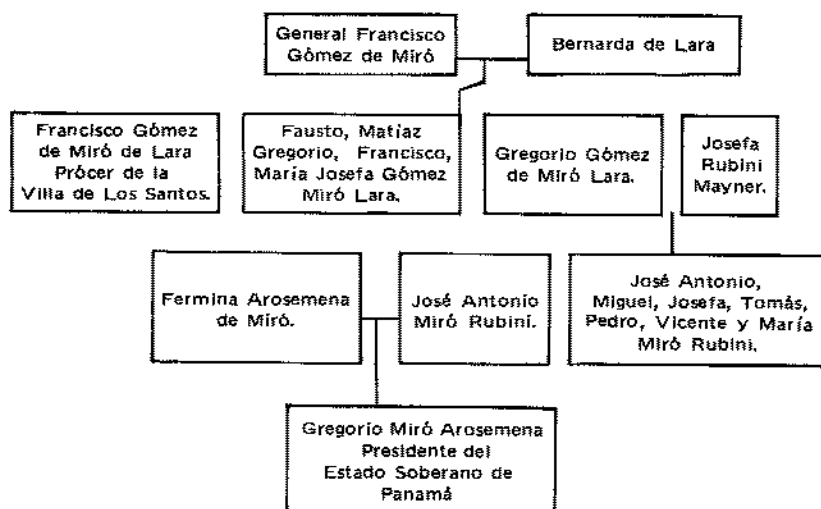 General Francisco
Gómez de Miró
Bernarda de Lara
Francisco Gómez
de Miró de Lara
Prócer de la
Villa de Los Santos.
Fausto, Matíaz
Gregorio, Francisco,
María Josefa Gómez
Miró Lara.
Gregorio Gómez
de Miró Lara.
Josefa
Rubini
Mayner.
Fermina Arosemena
de Miró.
José Antonio
Miró Rubini.
José Antonio,
Miguel, Josefa, Tomás,
Pedro, Vicente y María
Miró Rubini.
Gregorio Miró Arosemena
Presidente del
Estado Soberano de
Panamá